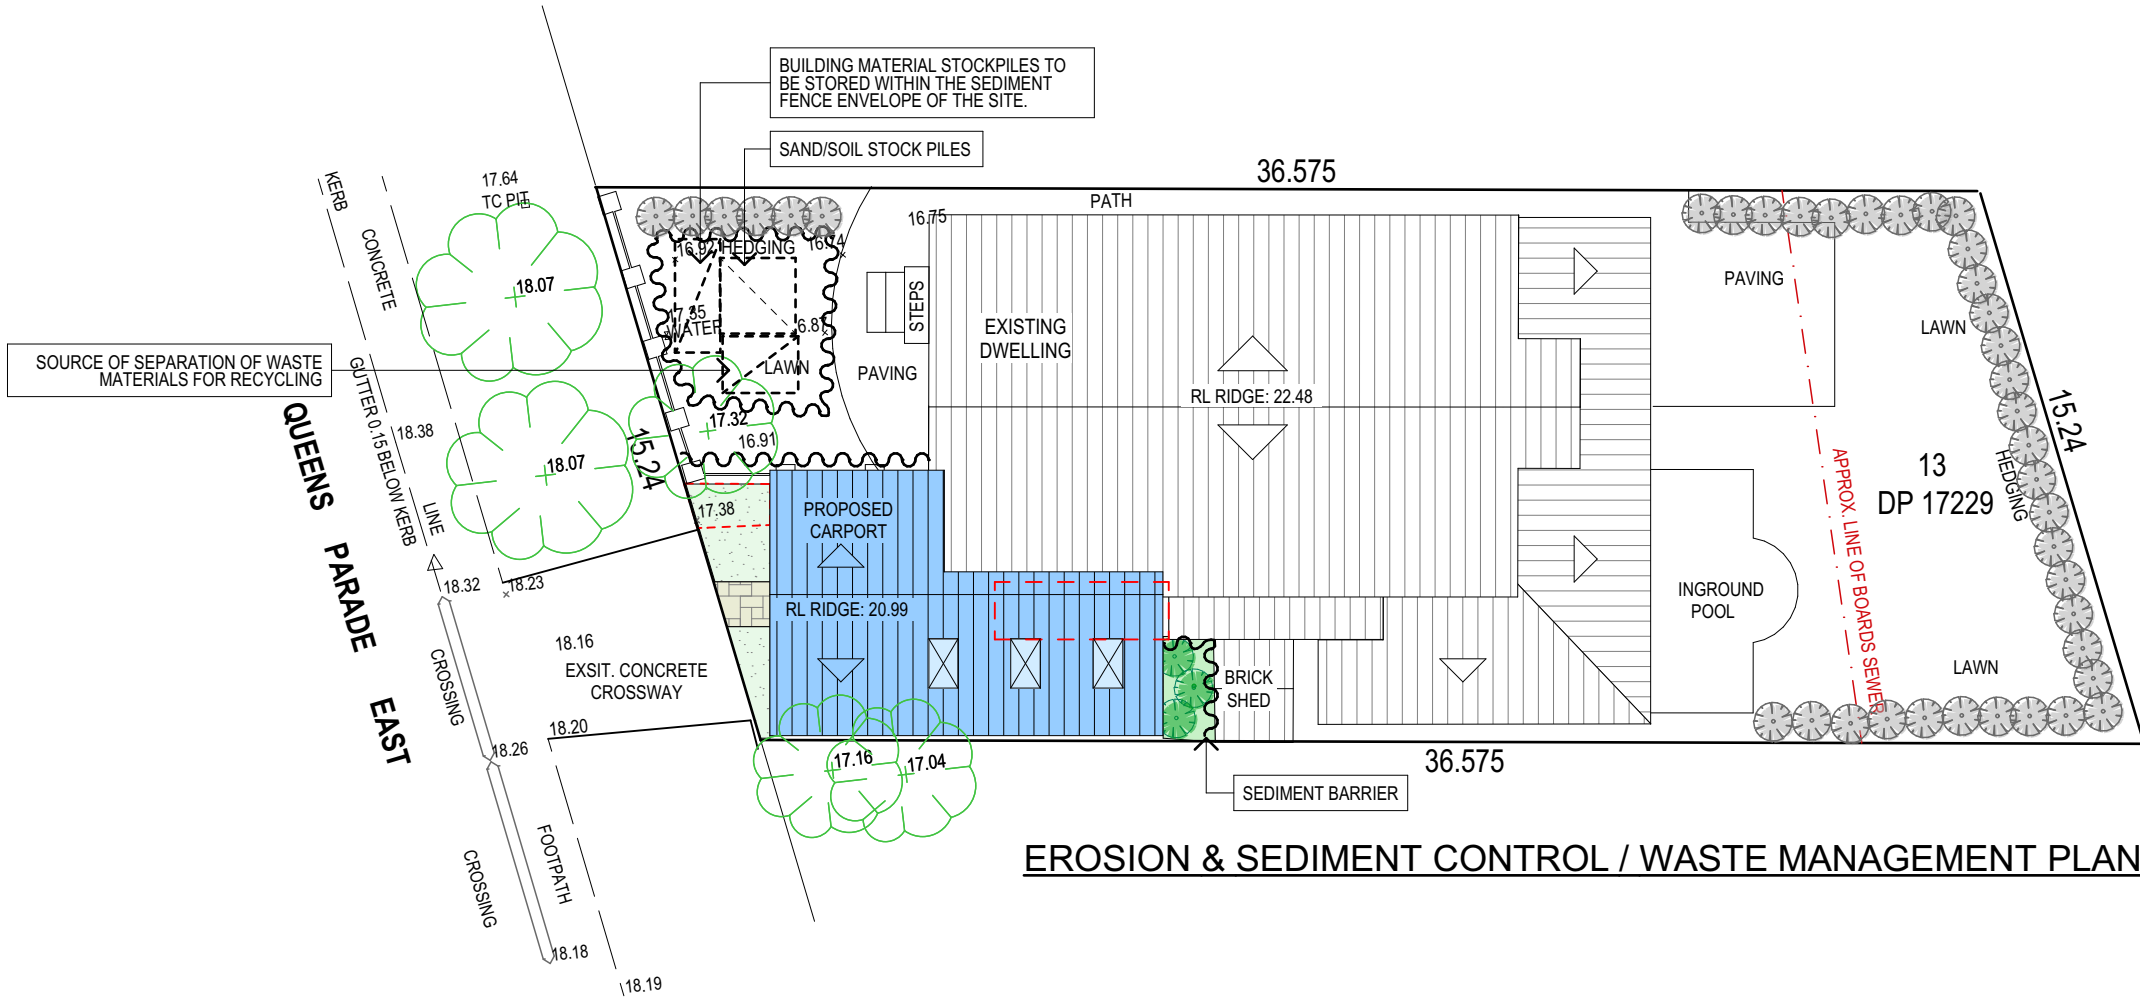 BUILDING MATERIAL STOCKPILES TO
BE STORED WITHIN THE SEDIMENT
FENCE ENVELOPE OF THE SITE.
SAND/SOIL STOCK PILES
36.575
KERB
17.64
TC PIT
CONCRETE
PATH
16.75
16.92
HEDGING
16.74
18.07
17.35
WATER
6.87
STEPS
EXISTING
DWELLING
PAVING
LAWN
SOURCE OF SEPARATION OF WASTE
MATERIALS FOR RECYCLING
LAWN
PAVING
RL RIDGE: 22.48
GUTTER 0.15 BELOW KERB
18.38
LINE
QUEENS PARADE EAST
18.07
15.24
17.32
16.91
15.24
HEDGING
13
DP 17229
APPROX. LINE OF BOARDS SEWER
17.38
PROPOSED
CARPORT
18.32
18.23
RL RIDGE: 20.99
INGROUND
POOL
18.16
EXSIT. CONCRETE
CROSSWAY
CROSSING
BRICK
SHED
LAWN
18.20
18.26
17.16
17.04
36.575
SEDIMENT BARRIER
FOOTPATH
CROSSING
EROSION & SEDIMENT CONTROL / WASTE MANAGEMENT PLAN
18.18
18.19